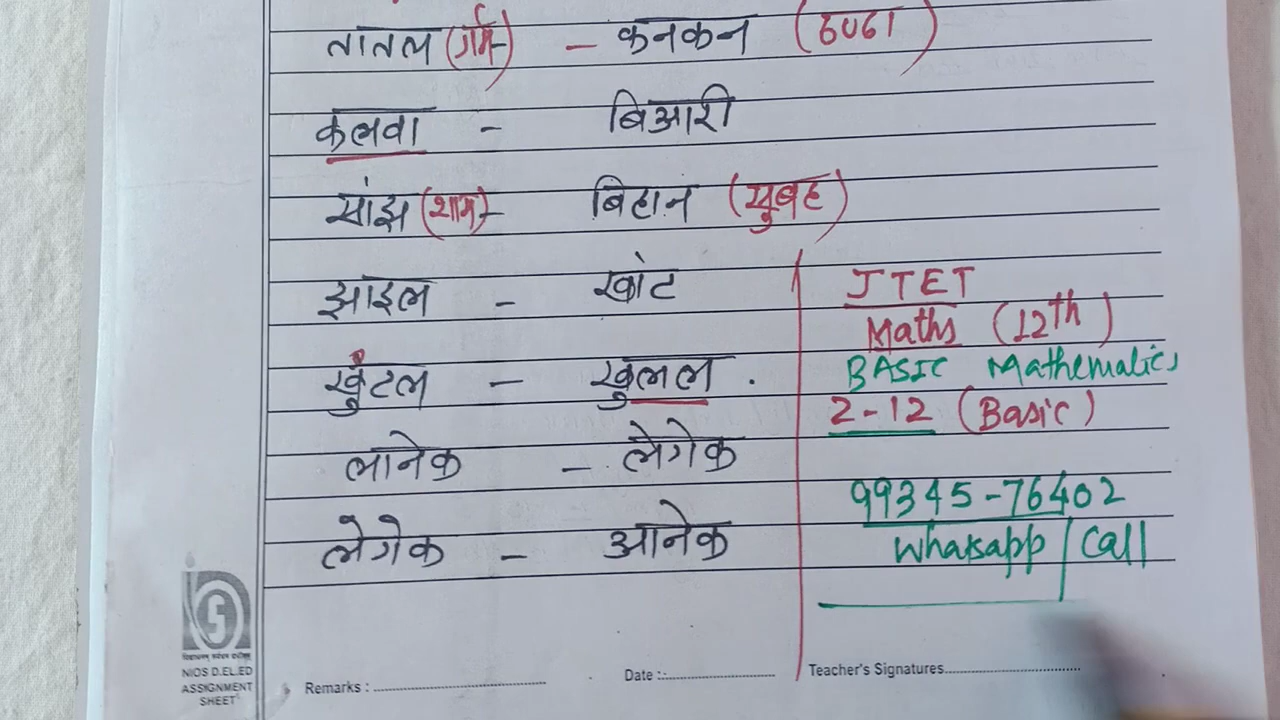 तातल (गर्म) - कनकन (ठण्डा)
कलवा - बिआरी
सांझ (शाम) - बिहान (सुबह)
झाइल - खांट
खुँटल - खुलल .
लानेक - लेगेक
लेगेक - आनेक
JTET
Maths (12th)
BASIC Mathematics
2-12 (Basic)
99345-76402
Whatsapp / Call
NIOS D.EL.ED
ASSIGNMENT
SHEET
Remarks :
Date :-
Teacher's Signatures